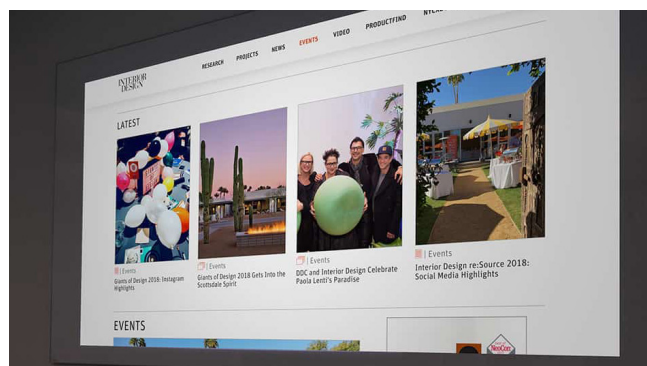 INTERIOR
DESIGN
RESEARCH
PROJECTS
NEWS
EVENTS
VIDEO
PRODUCTFIND
LATEST
| Events
Giants of Design 2018: Instagram
Highlights
| Events
Giants of Design 2018 Gets Into the
Scottsdale Spirit
| Events
DDC and Interior Design Celebrate
Paola Lenti's Paradise
| Events
Interior Design re:Source 2018:
Social Media Highlights
EVENTS
NeoCon